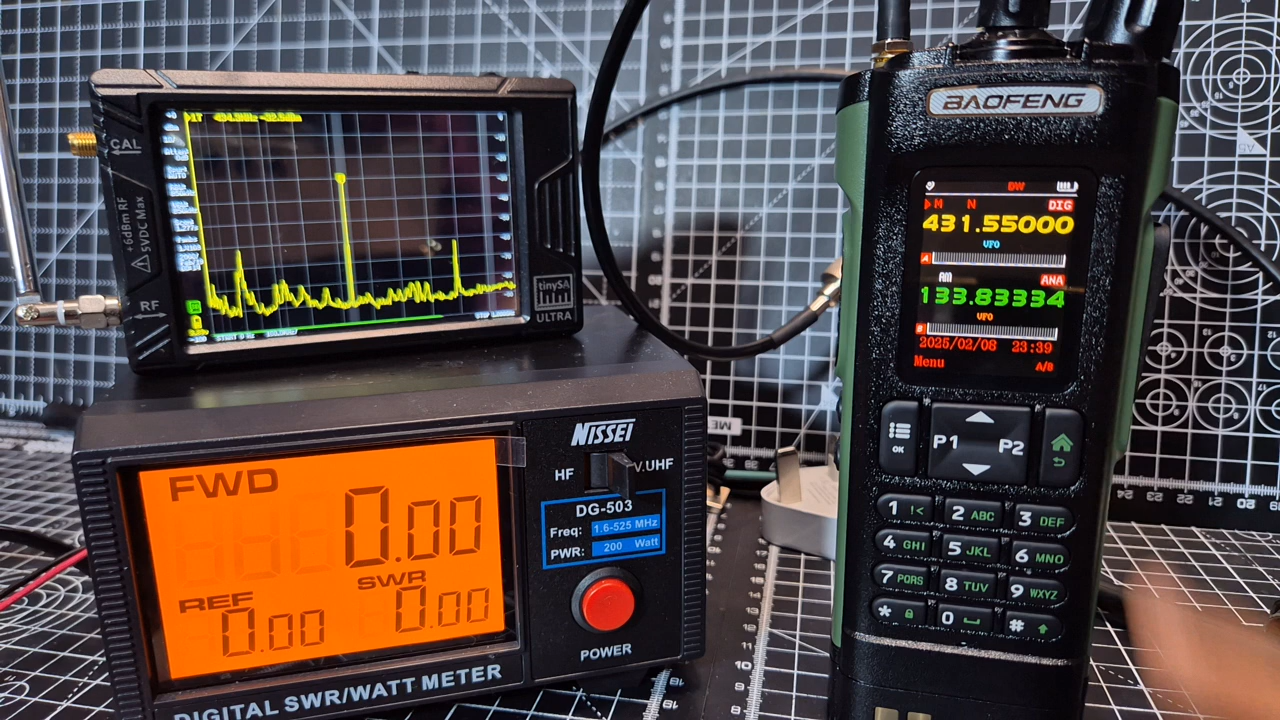 CAL
+6dBm RF
5VDC Max
RF
tinySA
ULTRA
BAOFENG
DW
M N DIG
431.55000
VFO
A
AM ANA
133.83334
VFO
B
2025/02/08 23:39
Menu A/B
OK
P1
P2
1 !<
2 ABC
3 DEF
4 GHI
5 JKL
6 MNO
7 PQRS
8 TUV
9 WXYZ
*
0
#
NISSEI
HF
V.UHF
DG-503
Freq: 1.6-525 MHz
PWR: 200 Watt
POWER
FWD
0.00
SWR
REF
0.00
0.00
DIGITAL SWR/WATT METER